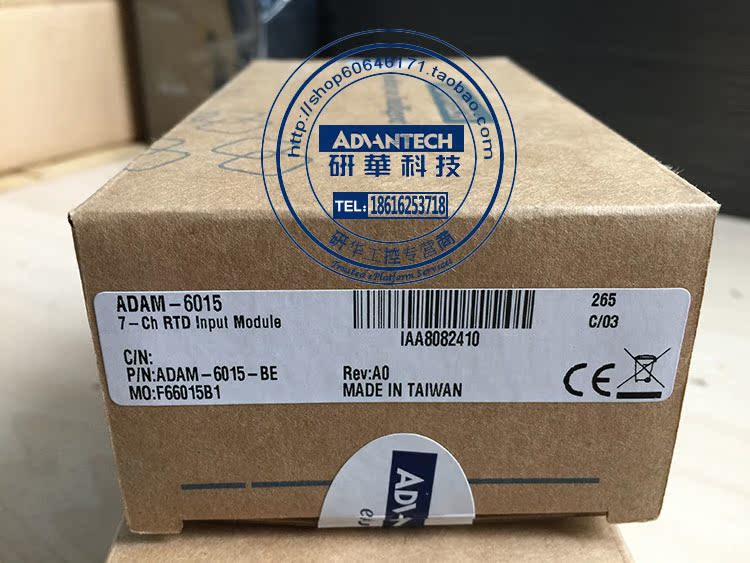 http://shop60646171.taobao.com
ADVANTECH
研華科技
TEL: 18616253718
研华工控专营商
Trusted ePlatform Services
ADAM-6015
7-Ch RTD Input Module
IAA8082410
265
C/03
C/N:
P/N:ADAM-6015-BE
Rev:A0
MO:F66015B1
MADE IN TAIWAN
CE
ADVANTECH